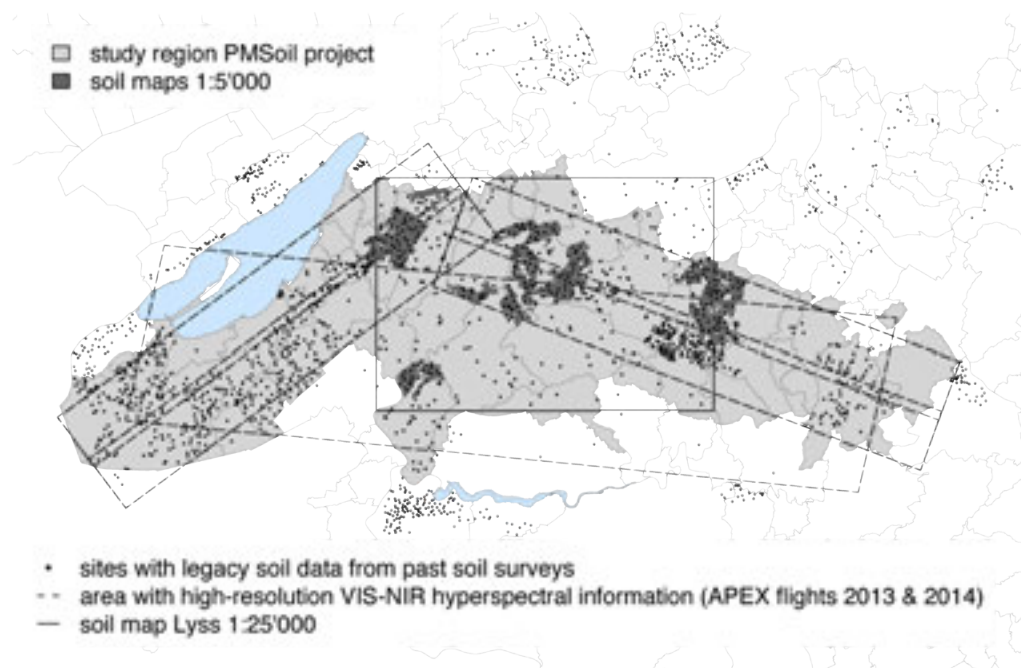 study region PMSoil project
soil maps 1:5'000
sites with legacy soil data from past soil surveys
area with high-resolution VIS-NIR hyperspectral information (APEX flights 2013 & 2014)
soil map Lyss 1:25'000